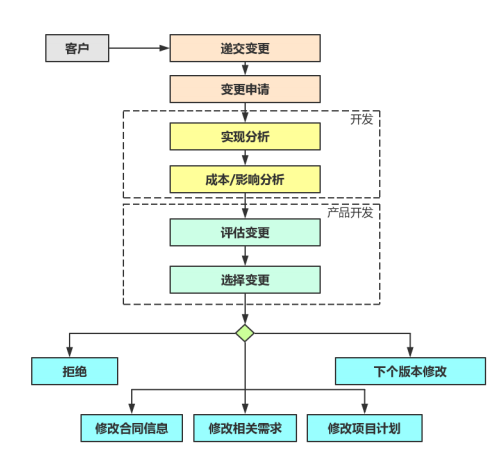 客户
递交变更
变更申请
开发
实现分析
成本/影响分析
产品开发
评估变更
选择变更
拒绝
下个版本修改
修改合同信息
修改相关需求
修改项目计划